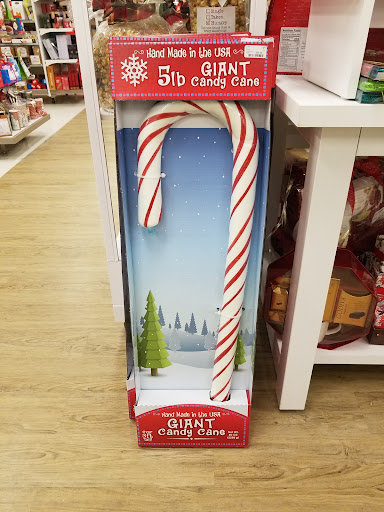 Hand Made in the USA
5lb GIANT
Candy Cane
Hand Made in the USA
GIANT
Candy Cane